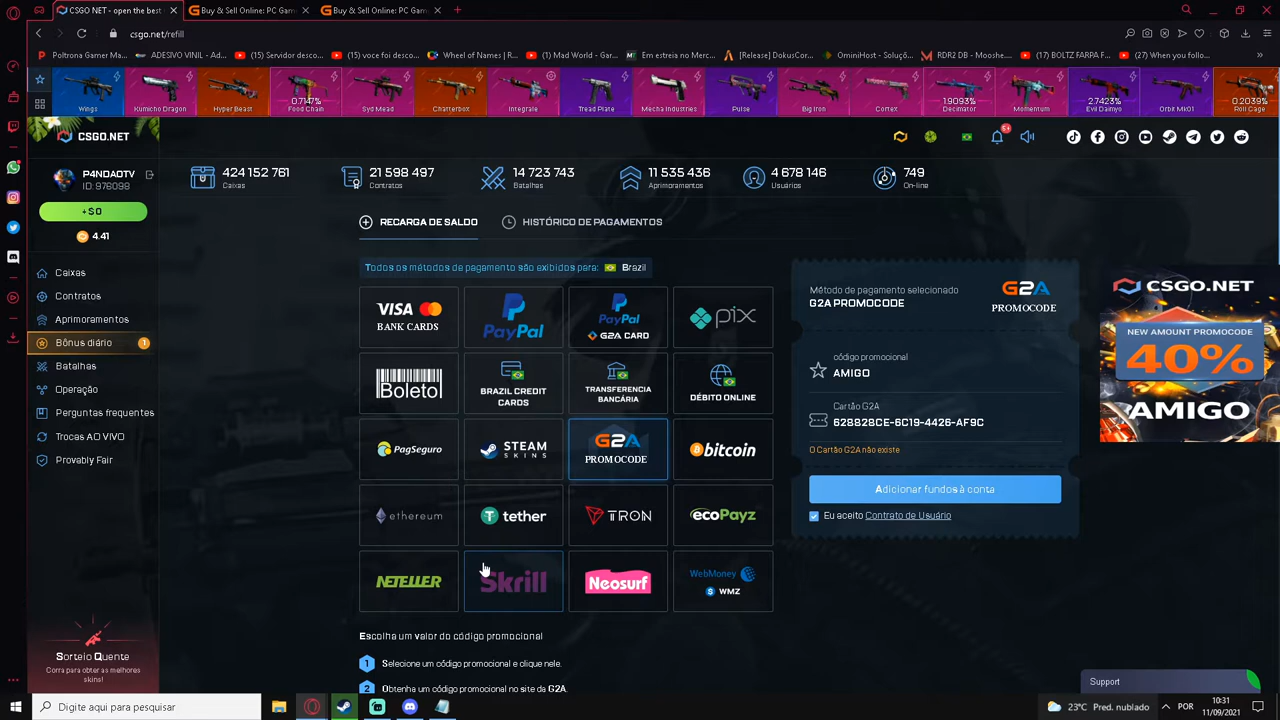 CSGO.NET - open the best
Buy & Sell Online: PC Gam
Buy & Sell Online: PC Gam
csgo.net/refill
Poltrona Gamer Ma...
ADESIVO VINIL - Ad...
(15) Servidor desco...
(15) voce foi desco...
Wheel of Names | R...
(1) Mad World - Gar...
Em estreia no Merc...
[Release] DokusCor...
OminiHost - Soluçõ...
RDR2 DB - Mooshe...
(17) BOLTZ FARPA F...
(27) When you follo...
Wings
Kumicho Dragon
Hyper Beast
0.7147%
Food Chain
Syd Mead
Chatterbox
Integrale
Tread Plate
Mecha Industries
Pulse
Big Iron
Cortex
1.9093%
Decimator
Momentum
2.7423%
Evil Daimyo
Orbit Mk01
0.2039%
Roll Cage
CSGO.NET
5+
P4NDAOTV
ID: 976098
+$0
4.41
424 152 761
Caixas
21 598 497
Contratos
14 723 743
Batalhas
11 535 436
Aprimoramentos
4 678 146
Usuários
749
On-line
Caixas
Contratos
Aprimoramentos
Bônus diário
1
Batalhas
Operação
Perguntas frequentes
Trocas AO VIVO
Provably Fair
Sorteio Quente
Corra para obter as melhores
skins!
RECARGA DE SALDO
HISTÓRICO DE PAGAMENTOS
Todos os métodos de pagamento são exibidos para:
Brazil
VISA
BANK CARDS
PayPal
PayPal
G2A CARD
pix
Boleto
BRAZIL CREDIT
CARDS
TRANSFERENCIA
BANCÁRIA
DÉBITO ONLINE
PagSeguro
STEAM
SKINS
G2A
PROMOCODE
bitcoin
ethereum
tether
TRON
ecoPayz
NETELLER
Skrill
Neosurf
WebMoney
WMZ
Escolha um valor do código promocional
1 Selecione um código promocional e clique nele.
2 Obtenha um código promocional no site da G2A.
Método de pagamento selecionado
G2A PROMOCODE
G2A
PROMOCODE
código promocional
AMIGO
Cartão G2A
628828CE-6C19-4426-AF9C
O Cartão G2A não existe
Adicionar fundos à conta
Eu aceito Contrato de Usuário
CSGO.NET
NEW AMOUNT PROMOCODE
40%
AMIGO
Support
Digite aqui para pesquisar
23°C Pred. nublado
POR
10:31
11/09/2021